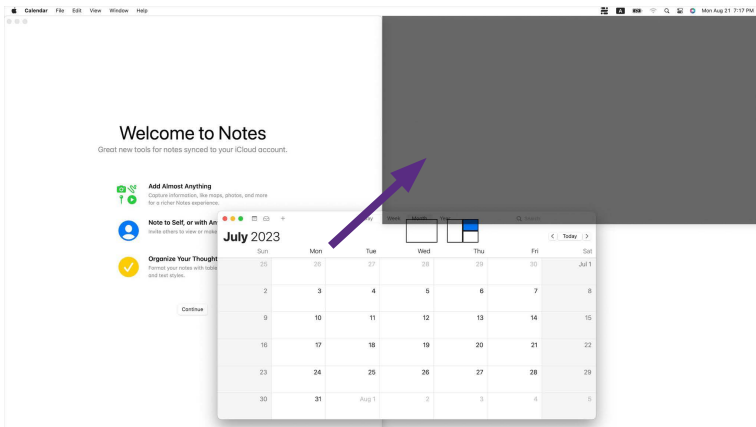 Calendar File Edit View Window Help
A
Mon Aug 21 7:17 PM
Welcome to Notes
Great new tools for notes synced to your iCloud account.
Add Almost Anything
Capture information, like maps, photos, and more
for a richer Notes experience.
Note to Self, or with An
Invite others to view or make
Organize Your Thought
Format your notes with table
and text styles.
Continue
Week Month Year
Search
July 2023
Today
Sun Mon Tue Wed Thu Fri Sat
25 26 27 28 29 30 Jul 1
2 3 4 5 6 7 8
9 10 11 12 13 14 15
16 17 18 19 20 21 22
23 24 25 26 27 28 29
30 31 Aug 1 2 3 4 5